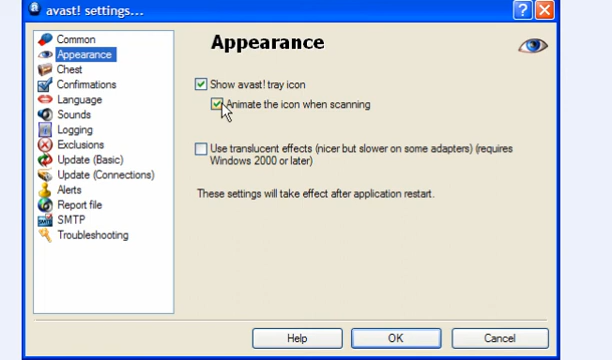 avast! settings...
Common
Appearance
Chest
Confirmations
Language
Sounds
Logging
Exclusions
Update (Basic)
Update (Connections)
Alerts
Report file
SMTP
Troubleshooting
Appearance
Show avast! tray icon
Animate the icon when scanning
Use translucent effects (nicer but slower on some adapters) (requires
Windows 2000 or later)
These settings will take effect after application restart.
Help
OK
Cancel